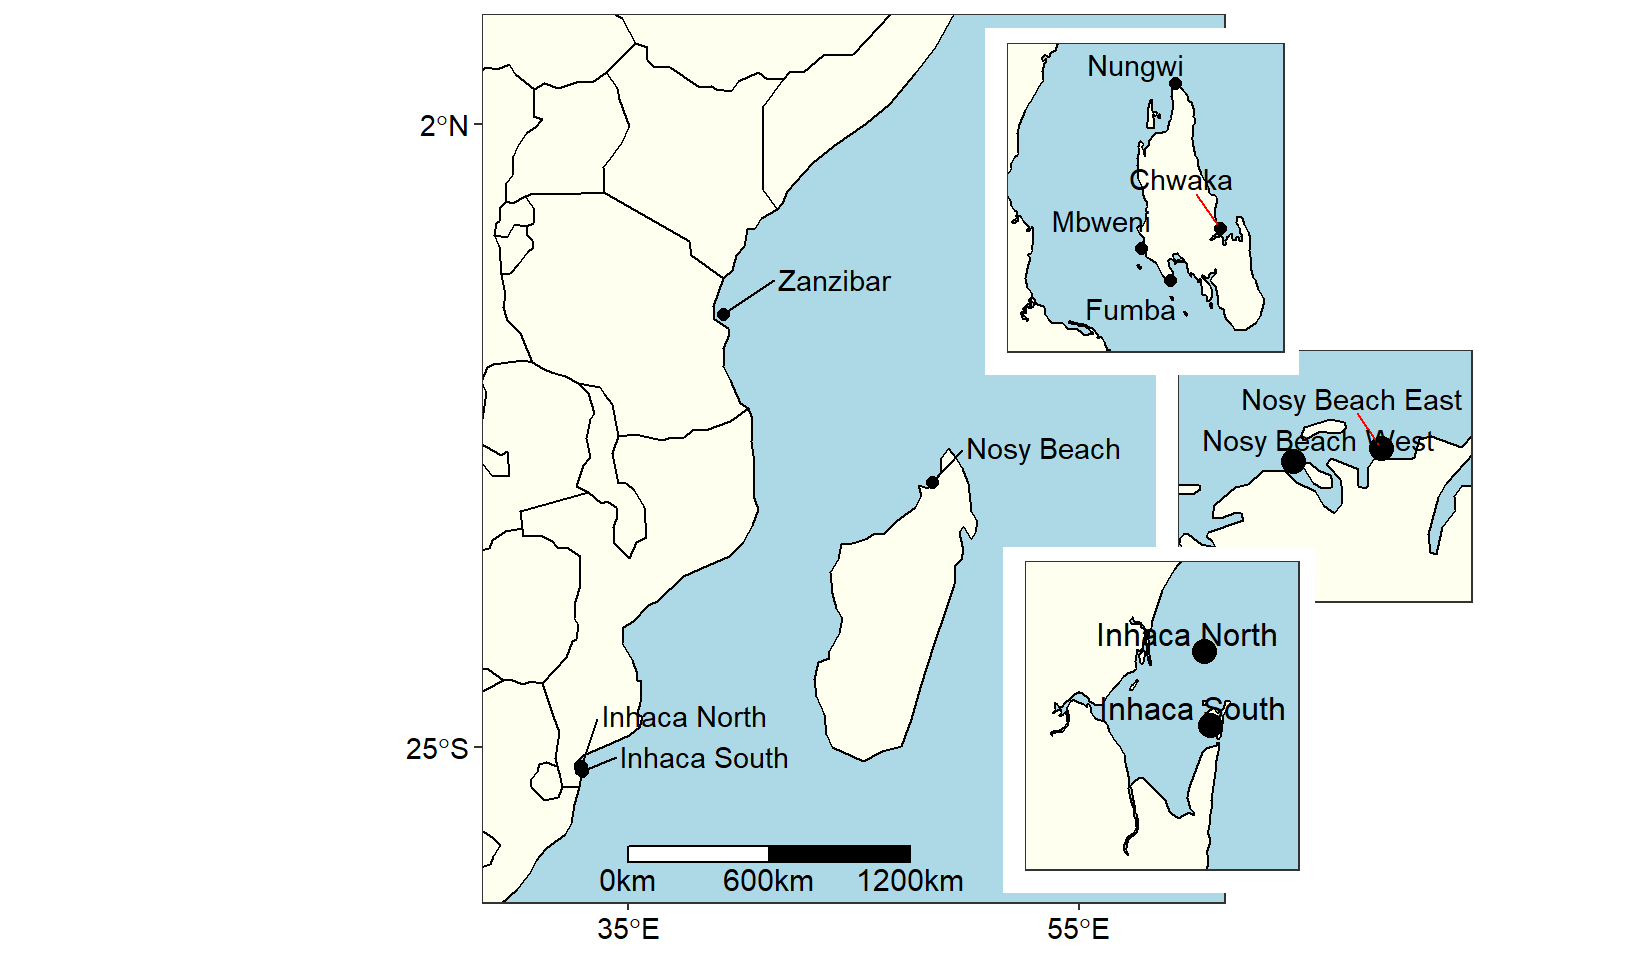 Nungwi
2°N
Chwaka
Mbweni
Zanzibar
Fumba
Nosy Beach East
Nosy Beach West
Nosy Beach
Inhaca North
Inhaca South
Inhaca North
25°S
Inhaca South
0km 600km 1200km
35°E 55°E